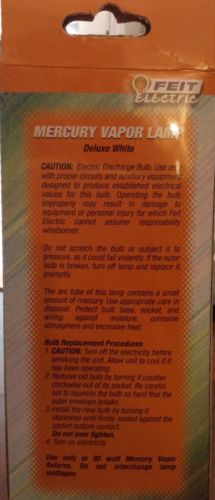 FEIT
Electric
MERCURY VAPOR LAMP
Deluxe White
CAUTION: Electric Discharge Bulb. Use only
with proper circuits and auxiliary equipment
designed to produce established electrical
values for this bulb. Operating the bulb
improperly may result in damage to
equipment or personal injury for which Feit
Electric cannot assume responsibility
whatsoever.
Do not scratch the bulb or subject it to
pressure, as it could fail violently. If the outer
bulb is broken, turn off lamp and replace it
promptly.
The arc tube of this lamp contains a small
amount of mercury. Use appropriate care in
disposal. Protect bulb base, socket, and
wiring against moisture, corrosive
atmosphere and excessive heat.
Bulb Replacement Procedures
1. CAUTION: Turn off the electricity before
servicing the unit. Allow unit to cool if it
has been operating.
2. Remove old bulb by turning it counter
clockwise out of its socket. Be careful
not to squeeze the bulb so hard that the
outer envelope breaks.
3. Install the new bulb by turning it
clockwise until firmly seated against the
socket bottom contact.
Do not over tighten.
4. Turn on electricity.
Use only in 80 watt Mercury Vapor
fixtures. Do not interchange lamp
wattages.